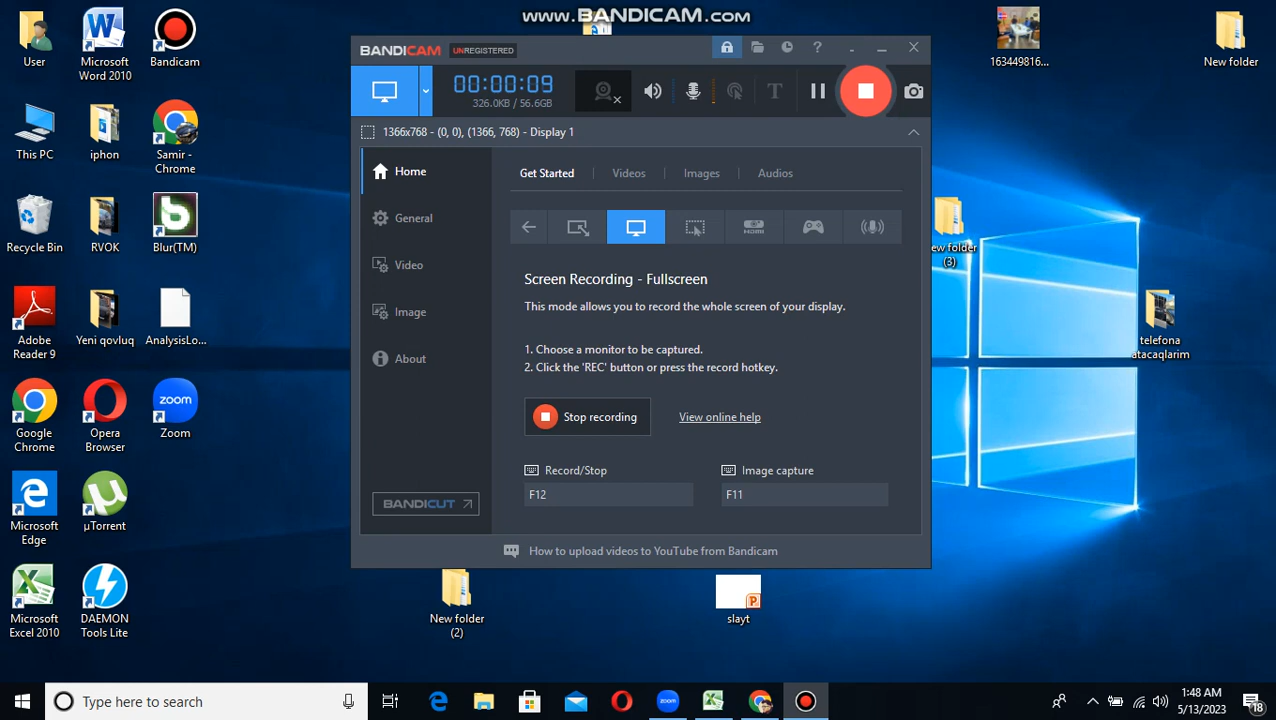 www.BANDICAM.com
User
Microsoft
Word 2010
Bandicam
163449816...
New folder
This PC
iphon
Samir -
Chrome
Recycle Bin
RVOK
Blur(TM)
Adobe
Reader 9
Yeni qovluq
AnalysisLo...
Google
Chrome
Opera
Browser
Zoom
zoom
Microsoft
Edge
µTorrent
Microsoft
Excel 2010
DAEMON
Tools Lite
BANDICAM UNREGISTERED
00:00:09
326.0KB / 56.6GB
1366x768 - (0, 0), (1366, 768) - Display 1
Home
General
Video
Image
About
BANDICUT
Get Started
Videos
Images
Audios
HDMI
Screen Recording - Fullscreen
This mode allows you to record the whole screen of your display.
1. Choose a monitor to be captured.
2. Click the 'REC' button or press the record hotkey.
Stop recording
View online help
Record/Stop
Image capture
F12
F11
How to upload videos to YouTube from Bandicam
ew folder
(3)
telefona
atacaqlarim
New folder
(2)
slayt
Type here to search
zoom
1:48 AM
5/13/2023
18